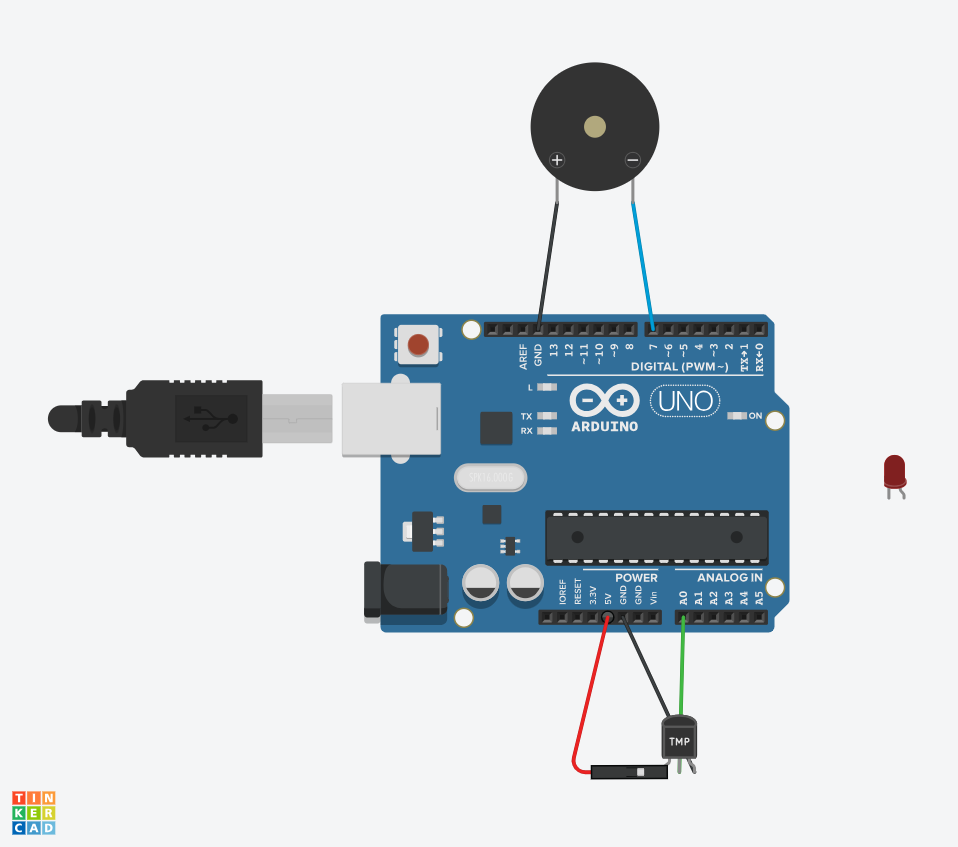 + −
AREF
GND
13
12
~11
~10
~9
8
7
~6
~5
4
~3
2
TX→1
RX←0
DIGITAL (PWM~)
L
TX
RX
UNO
ARDUINO
ON
POWER
ANALOG IN
IOREF
RESET
3.3V
5V
GND
GND
Vin
A0
A1
A2
A3
A4
A5
TMP
TIN
KER
CAD